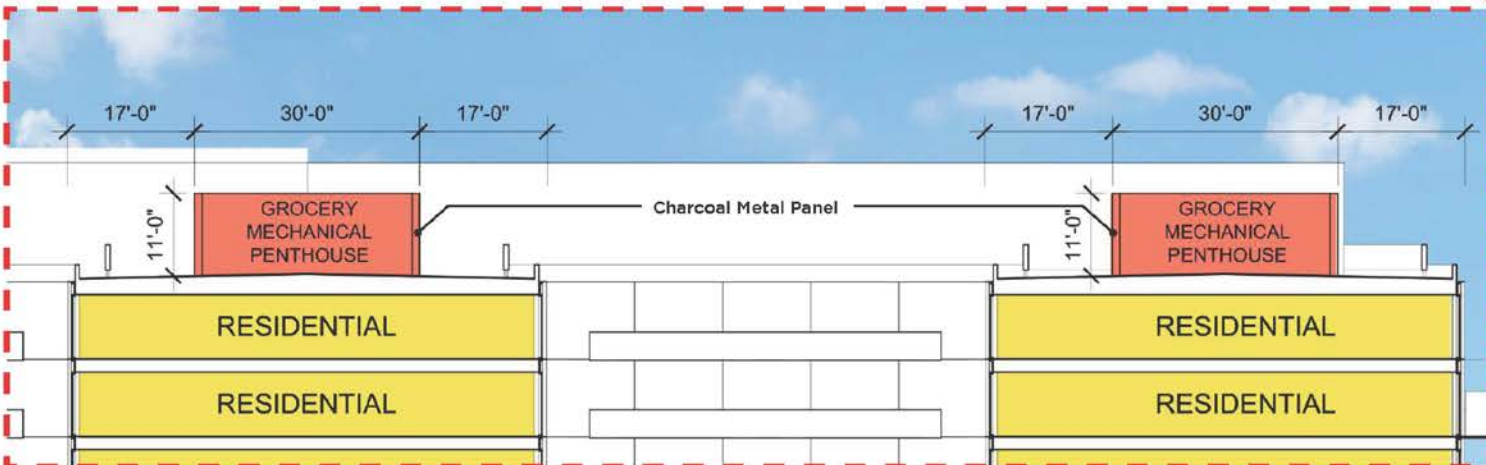 17'-0" 30'-0" 17'-0" 17'-0" 30'-0" 17'-0"
11'-0"
GROCERY
MECHANICAL
PENTHOUSE
Charcoal Metal Panel
11'-0"
GROCERY
MECHANICAL
PENTHOUSE
RESIDENTIAL
RESIDENTIAL
RESIDENTIAL
RESIDENTIAL